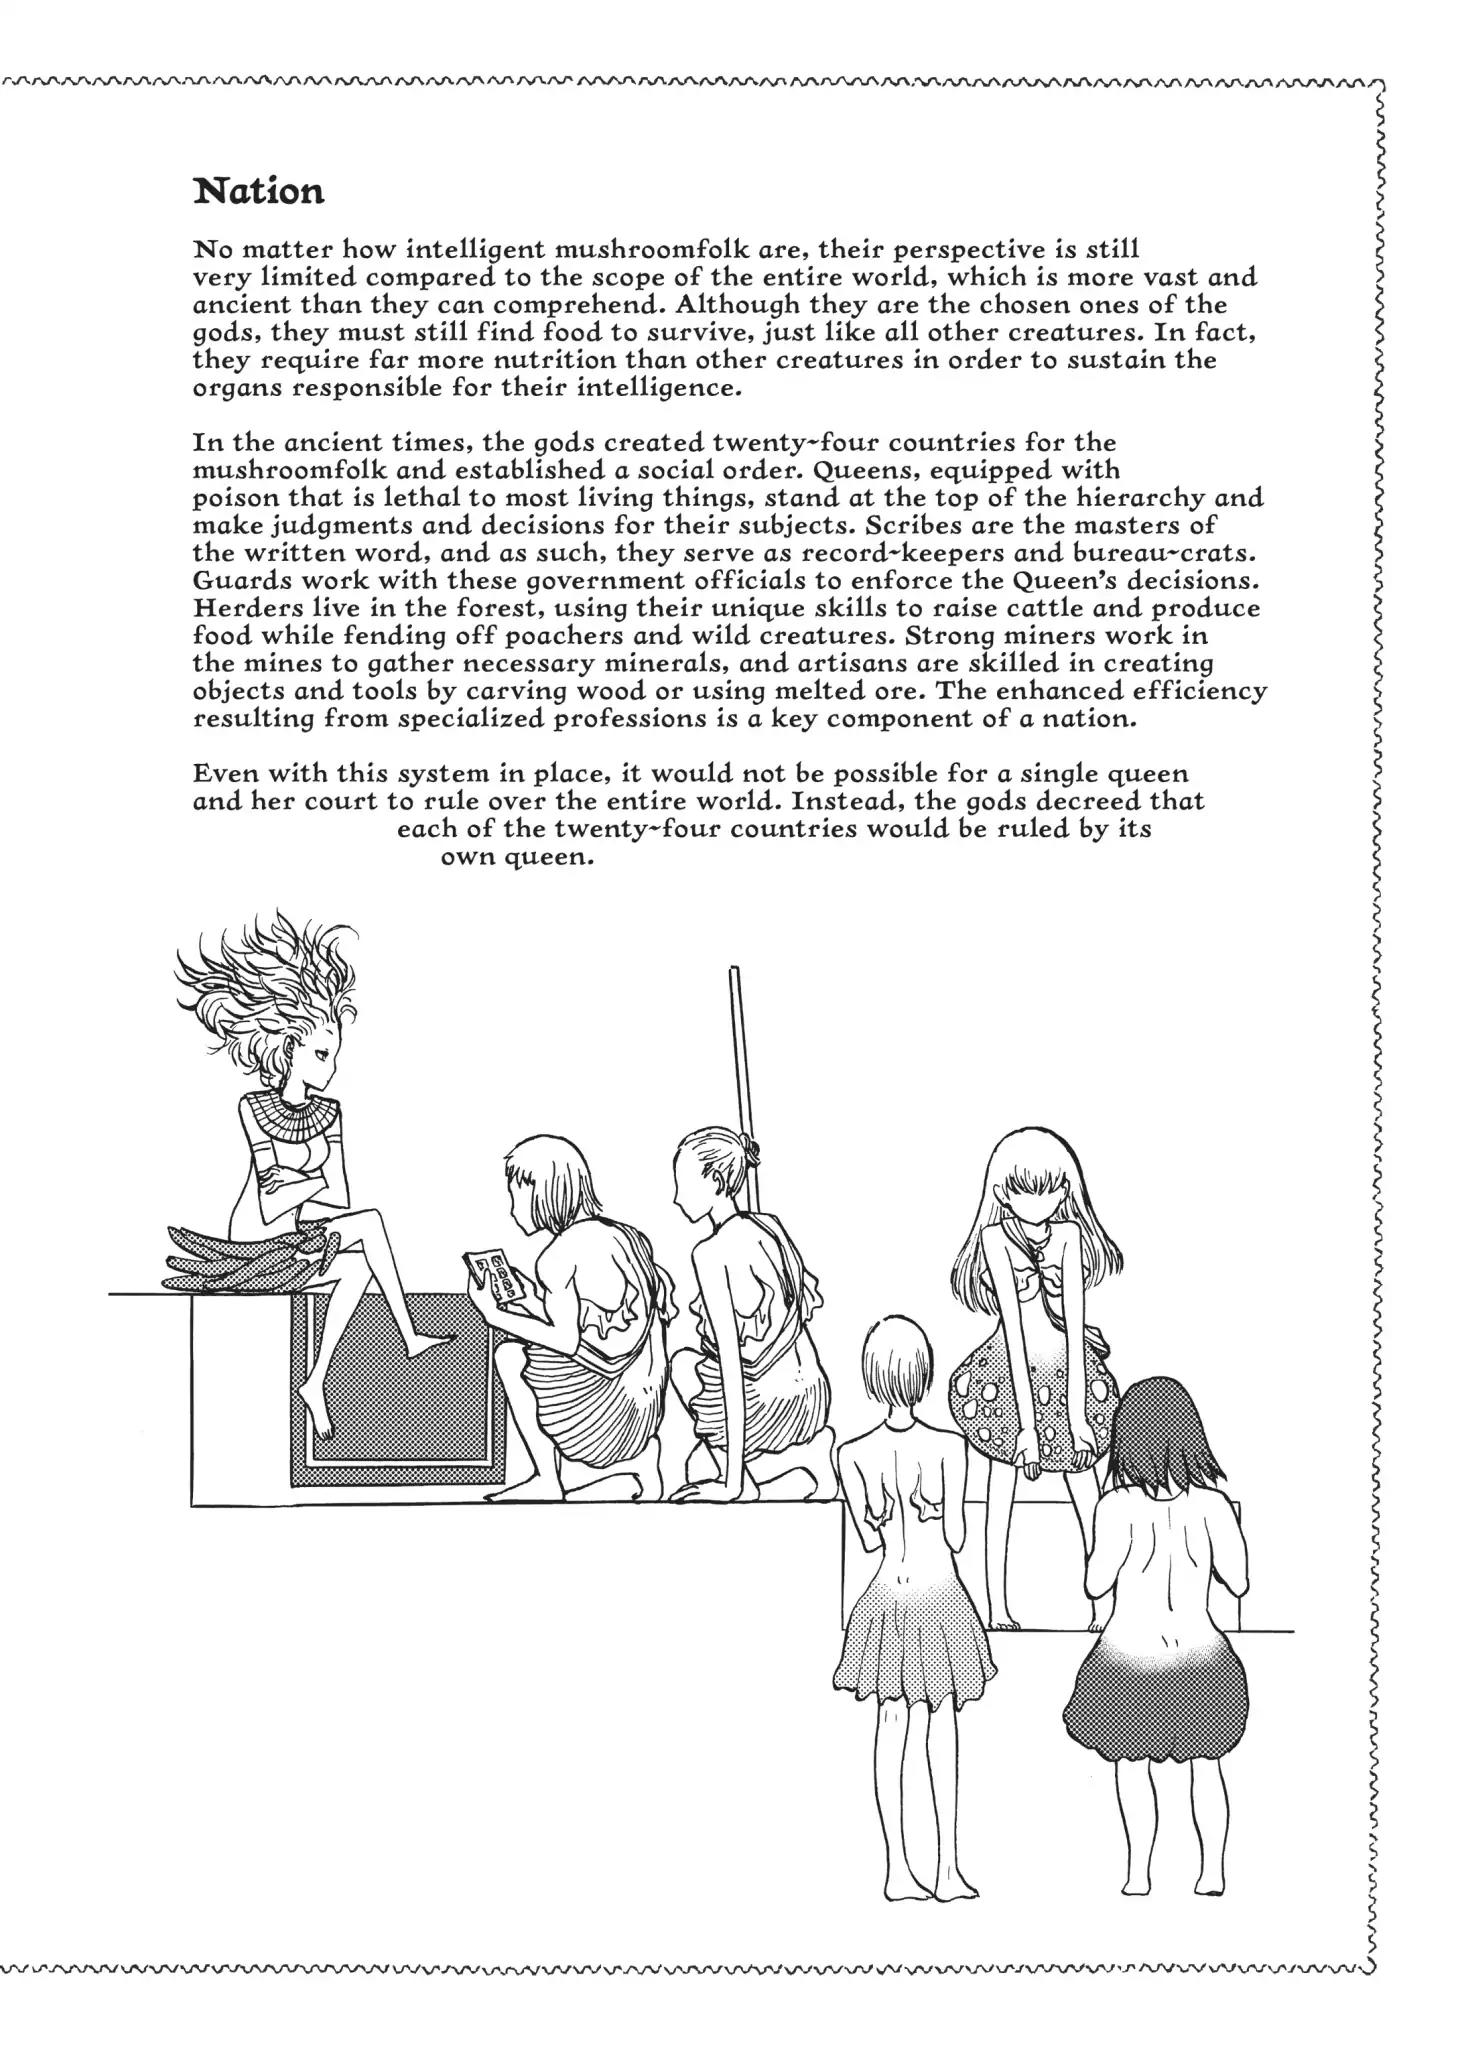 Nation
No matter how intelligent mushroomfolk are, their perspective is still
very limited compared to the scope of the entire world, which is more vast and
ancient than they can comprehend. Although they are the chosen ones of the
gods, they must still find food to survive, just like all other creatures. In fact,
they require far more nutrition than other creatures in order to sustain the
organs responsible for their intelligence.
In the ancient times, the gods created twenty~four countries for the
mushroomfolk and established a social order. Queens, equipped with
poison that is lethal to most living things, stand at the top of the hierarchy and
make judgments and decisions for their subjects. Scribes are the masters of
the written word, and as such, they serve as record~keepers and bureau~crats.
Guards work with these government officials to enforce the Queen's decisions.
Herders live in the forest, using their unique skills to raise cattle and produce
food while fending off poachers and wild creatures. Strong miners work in
the mines to gather necessary minerals, and artisans are skilled in creating
objects and tools by carving wood or using melted ore. The enhanced efficiency
resulting from specialized professions is a key component of a nation.
Even with this system in place, it would not be possible for a single queen
and her court to rule over the entire world. Instead, the gods decreed that
each of the twenty~four countries would be ruled by its
own queen.